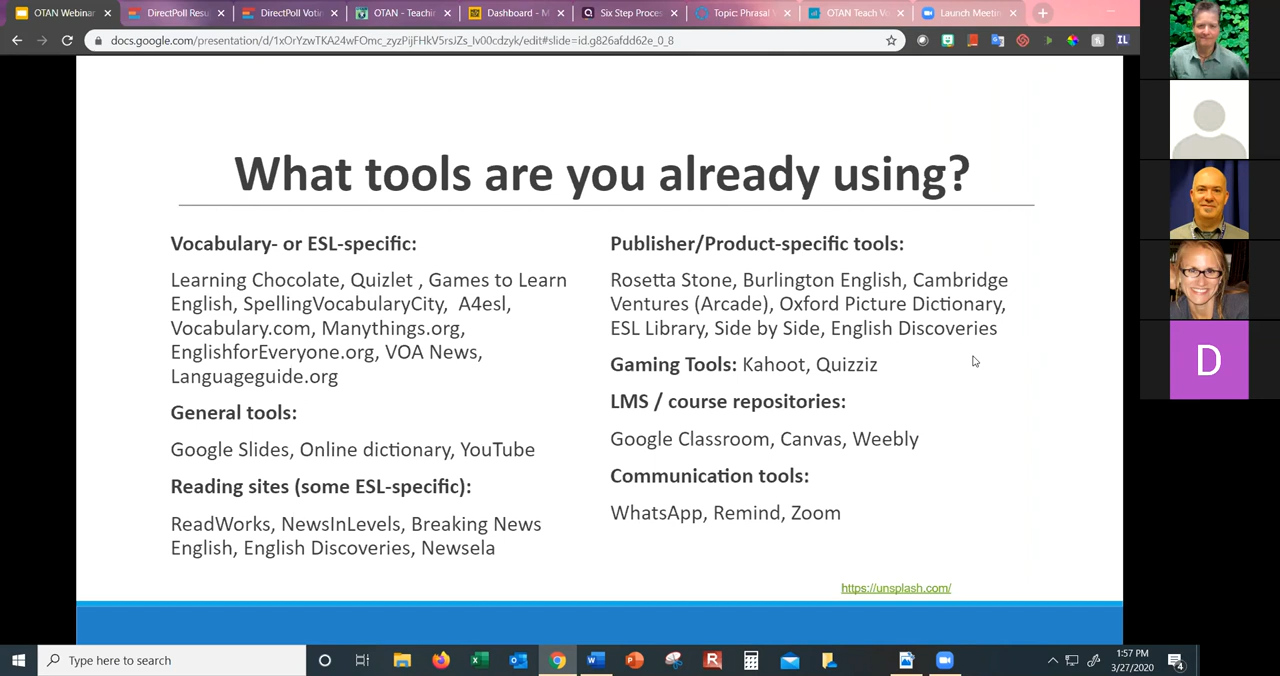 OTAN Webinar
DirectPoll Resu
DirectPoll Votin
OTAN - Teachin
Dashboard - M
Six Step Proces
Topic: Phrasal V
OTAN Teach Vo
Launch Meetin
docs.google.com/presentation/d/1xOrYzwTKA24wFOmc_zyzPijFHkV5rsJZs_lv00cdzyk/edit#slide=id.g826afdd62e_0_8
IL
What tools are you already using?
Vocabulary- or ESL-specific:
Learning Chocolate, Quizlet , Games to Learn
English, SpellingVocabularyCity, A4esl,
Vocabulary.com, Manythings.org,
EnglishforEveryone.org, VOA News,
Languageguide.org
General tools:
Google Slides, Online dictionary, YouTube
Reading sites (some ESL-specific):
ReadWorks, NewsInLevels, Breaking News
English, English Discoveries, Newsela
Publisher/Product-specific tools:
Rosetta Stone, Burlington English, Cambridge
Ventures (Arcade), Oxford Picture Dictionary,
ESL Library, Side by Side, English Discoveries
Gaming Tools: Kahoot, Quizziz
LMS / course repositories:
Google Classroom, Canvas, Weebly
Communication tools:
WhatsApp, Remind, Zoom
https://unsplash.com/
D
Type here to search
1:57 PM
3/27/2020
4